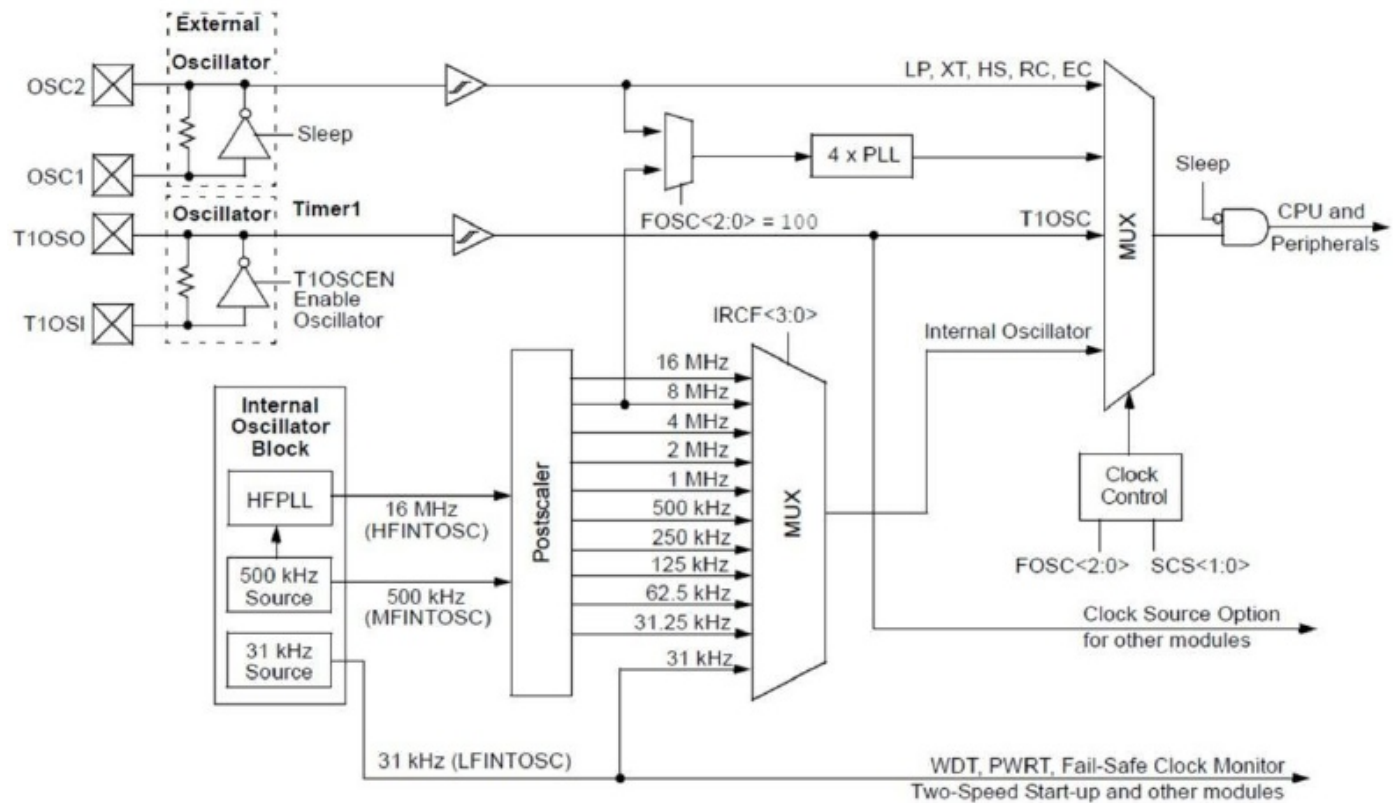 External
Oscillator
OSC2
Sleep
OSC1
LP, XT, HS, RC, EC
4 x PLL
FOSC<2:0> = 100
Sleep
CPU and
Peripherals
MUX
Oscillator
Timer1
T1OSO
T1OSC
T1OSCEN
Enable
Oscillator
T1OSI
IRCF<3:0>
Internal Oscillator
Internal
Oscillator
Block
HFPLL
500 kHz
Source
31 kHz
Source
16 MHz
(HFINTOSC)
500 kHz
(MFINTOSC)
Postscaler
16 MHz
8 MHz
4 MHz
2 MHz
1 MHz
500 kHz
250 kHz
125 kHz
62.5 kHz
31.25 kHz
31 kHz
MUX
Clock
Control
FOSC<2:0>
SCS<1:0>
Clock Source Option
for other modules
31 kHz (LFINTOSC)
WDT, PWRT, Fail-Safe Clock Monitor
Two-Speed Start-up and other modules